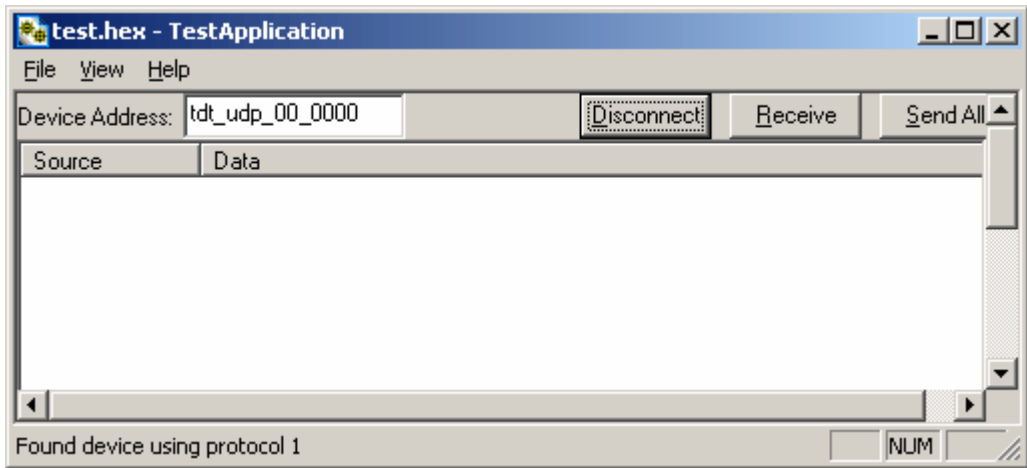 test.hex - TestApplication
File View Help
Device Address: tdt_udp_00_0000 Disconnect Receive Send All
Source Data
Found device using protocol 1 NUM